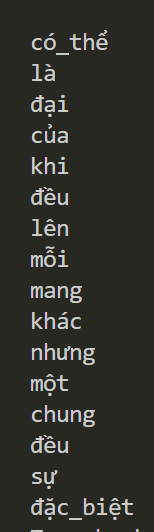 có_thể
là
đại
của
khi
đều
lên
mỗi
mang
khác
nhưng
một
chung
đều
sự
đặc_biệt